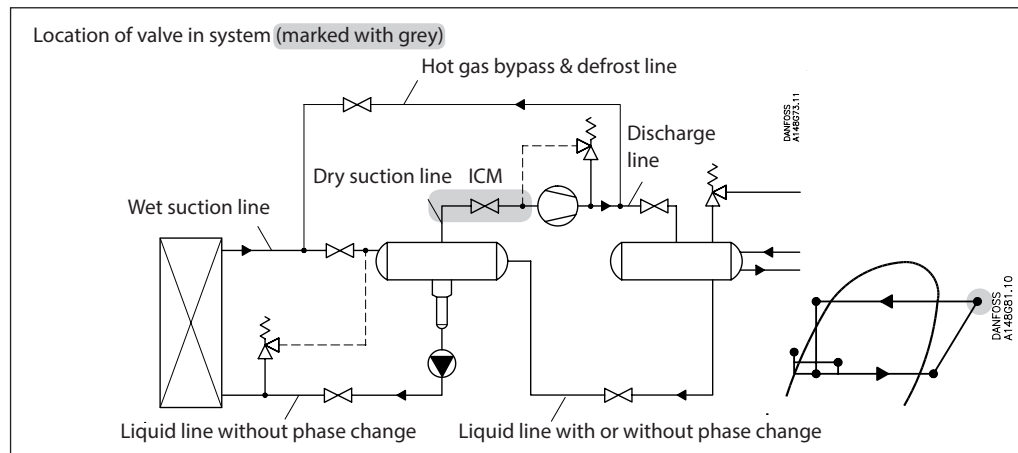 Location of valve in system (marked with grey)
Hot gas bypass & defrost line
DANFOSS
A148G73.11
Discharge
line
Dry suction line
ICM
Wet suction line
DANFOSS
A148G81.10
Liquid line without phase change
Liquid line with or without phase change